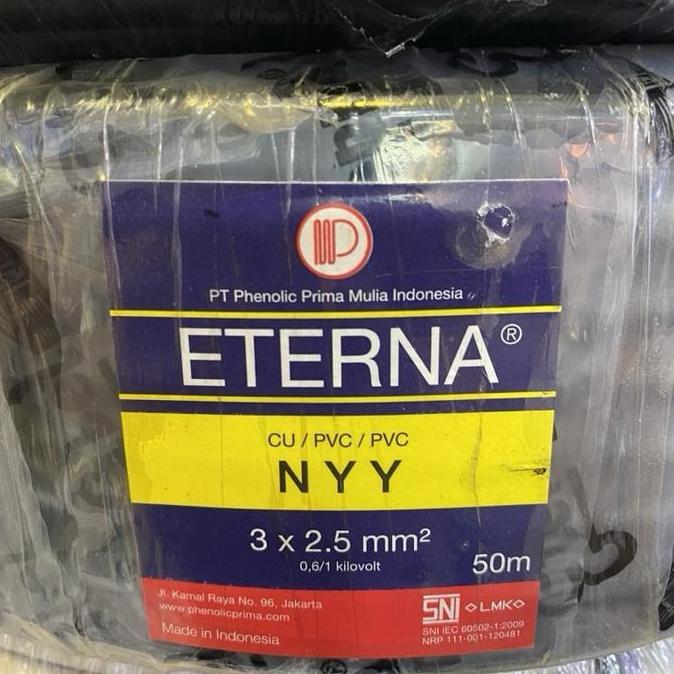 PT Phenolic Prima Mulia Indonesia
ETERNA®
CU / PVC / PVC
NYY
3 x 2.5 mm²
0,6/1 kilovolt
50m
Jl. Kamal Raya No. 96, Jakarta
www.phenolicprima.com
Made in Indonesia
SNI LMK
SNI IEC 60502-1:2009
NRP 111-001-120481